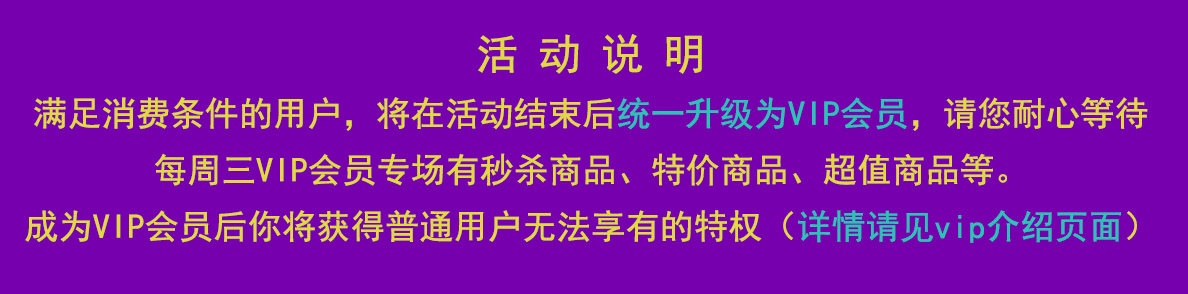 活动说明
满足消费条件的用户，将在活动结束后统一升级为VIP会员，请您耐心等待
每周三VIP会员专场有秒杀商品、特价商品、超值商品等。
成为VIP会员后你将获得普通用户无法享有的特权（详情请见vip介绍页面）